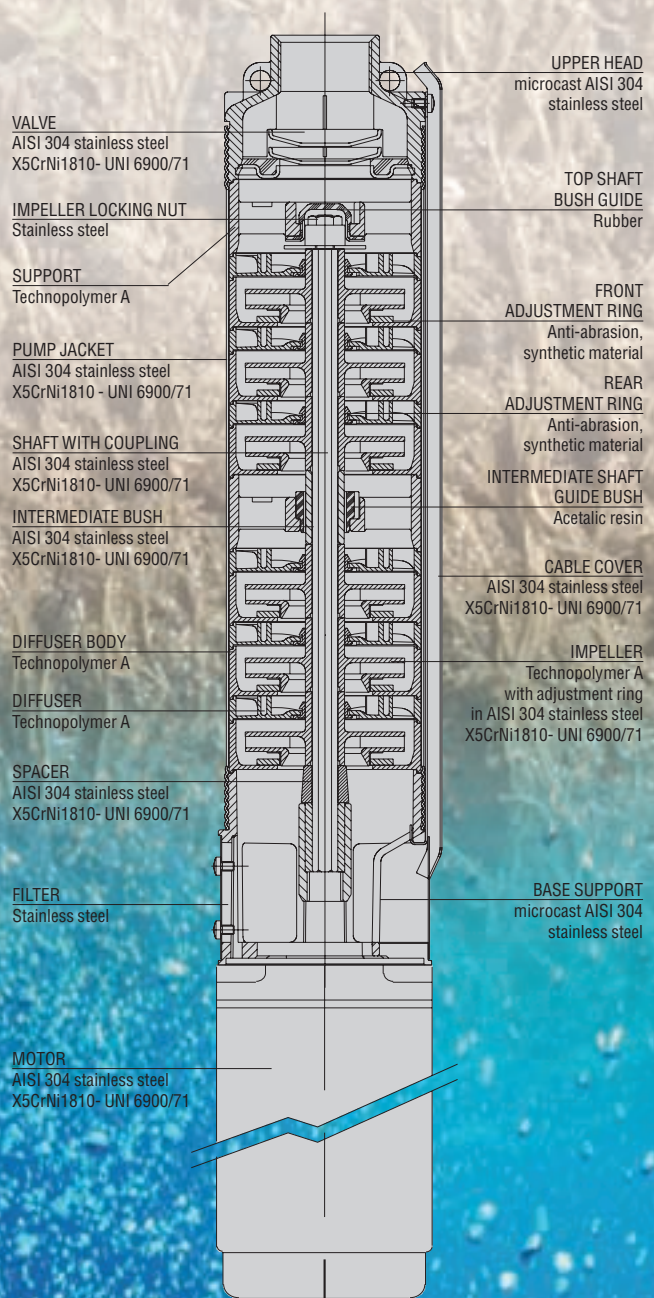 VALVE
AISI 304 stainless steel
X5CrNi1810- UNI 6900/71
IMPELLER LOCKING NUT
Stainless steel
SUPPORT
Technopolymer A
PUMP JACKET
AISI 304 stainless steel
X5CrNi1810 - UNI 6900/71
SHAFT WITH COUPLING
AISI 304 stainless steel
X5CrNi1810- UNI 6900/71
INTERMEDIATE BUSH
AISI 304 stainless steel
X5CrNi1810- UNI 6900/71
DIFFUSER BODY
Technopolymer A
DIFFUSER
Technopolymer A
SPACER
AISI 304 stainless steel
X5CrNi1810- UNI 6900/71
FILTER
Stainless steel
MOTOR
AISI 304 stainless steel
X5CrNi1810- UNI 6900/71
UPPER HEAD
microcast AISI 304
stainless steel
TOP SHAFT
BUSH GUIDE
Rubber
FRONT
ADJUSTMENT RING
Anti-abrasion,
synthetic material
REAR
ADJUSTMENT RING
Anti-abrasion,
synthetic material
INTERMEDIATE SHAFT
GUIDE BUSH
Acetalic resin
CABLE COVER
AISI 304 stainless steel
X5CrNi1810- UNI 6900/71
IMPELLER
Technopolymer A
with adjustment ring
in AISI 304 stainless steel
X5CrNi1810- UNI 6900/71
BASE SUPPORT
microcast AISI 304
stainless steel